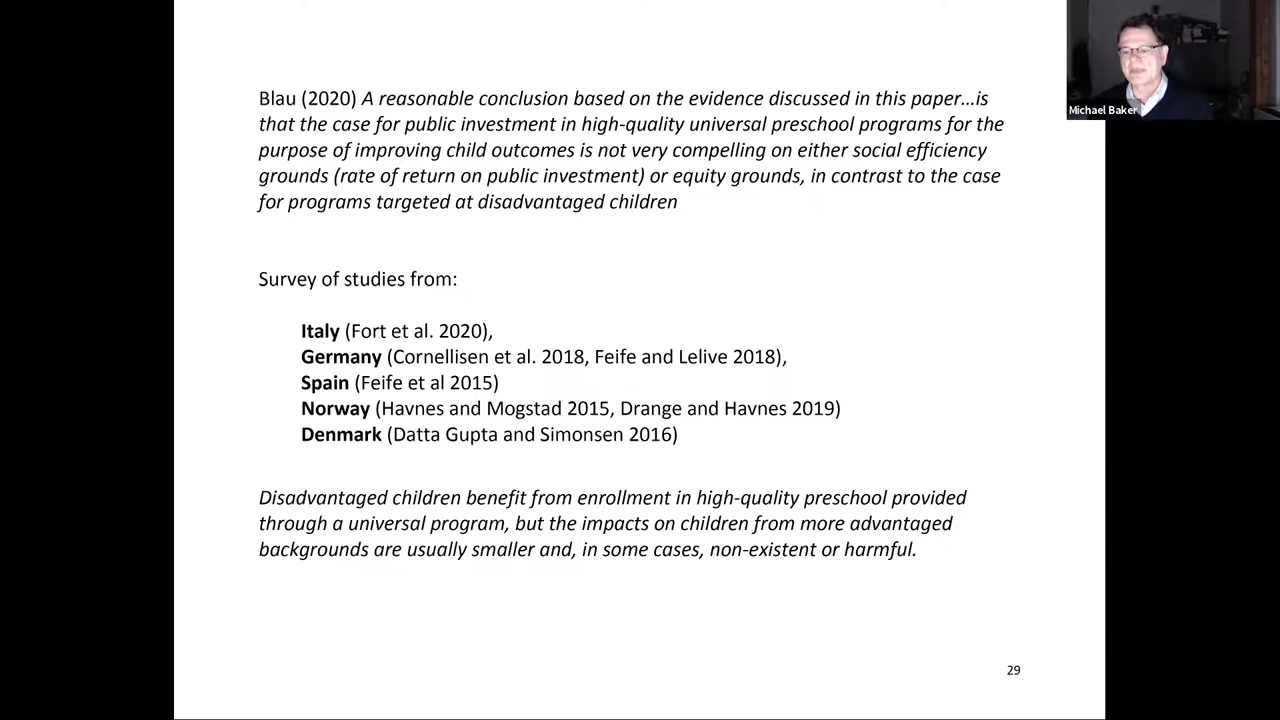 Blau (2020) A reasonable conclusion based on the evidence discussed in this paper…is
that the case for public investment in high-quality universal preschool programs for the
purpose of improving child outcomes is not very compelling on either social efficiency
grounds (rate of return on public investment) or equity grounds, in contrast to the case
for programs targeted at disadvantaged children
Survey of studies from:
Italy (Fort et al. 2020),
Germany (Cornellisen et al. 2018, Feife and Lelive 2018),
Spain (Feife et al 2015)
Norway (Havnes and Mogstad 2015, Drange and Havnes 2019)
Denmark (Datta Gupta and Simonsen 2016)
Disadvantaged children benefit from enrollment in high-quality preschool provided
through a universal program, but the impacts on children from more advantaged
backgrounds are usually smaller and, in some cases, non-existent or harmful.
29
Michael Baker